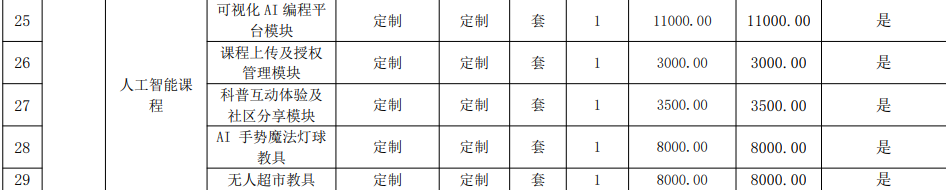 25 可视化 AI 编程平台模块 定制 定制 套 1 11000.00 11000.00 是
26 课程上传及授权管理模块 定制 定制 套 1 3000.00 3000.00 是
人工智能课程
27 科普互动体验及社区分享模块 定制 定制 套 1 3500.00 3500.00 是
28 AI 手势魔法灯球教具 定制 定制 套 1 8000.00 8000.00 是
29 无人超市教具 定制 定制 套 1 8000.00 8000.00 是